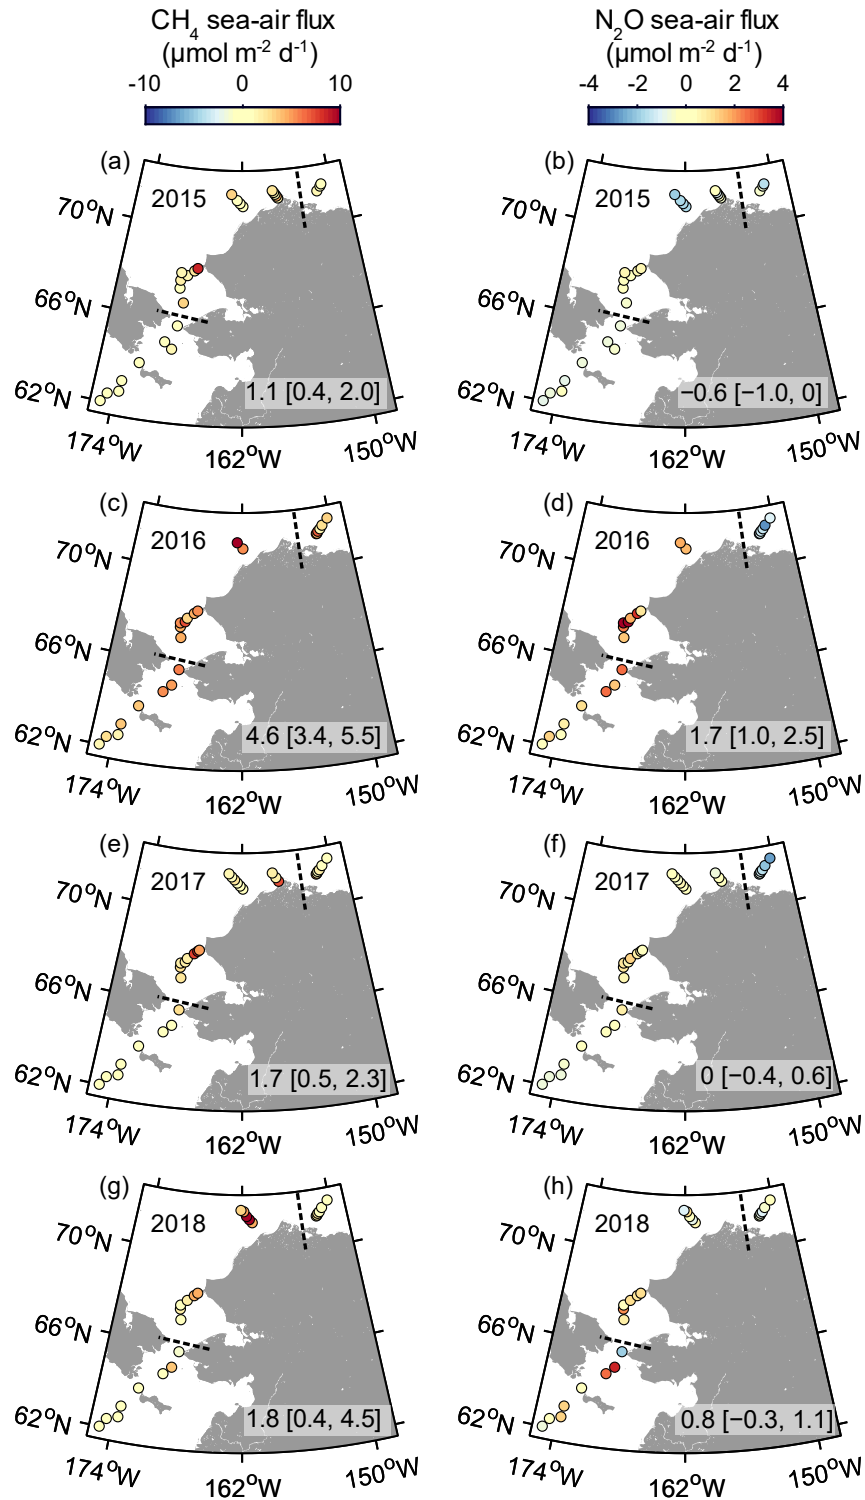 CH4 sea-air flux
(µmol m-2 d-1)
-10 0 10
N2O sea-air flux
(µmol m-2 d-1)
-4 -2 0 2 4
(a)
2015
70oN
66oN
62oN
1.1 [0.4, 2.0]
174oW
162oW
150oW
(b)
2015
70oN
66oN
62oN
−0.6 [−1.0, 0]
174oW
162oW
150oW
(c)
2016
70oN
66oN
62oN
4.6 [3.4, 5.5]
174oW
162oW
150oW
(d)
2016
70oN
66oN
62oN
1.7 [1.0, 2.5]
174oW
162oW
150oW
(e)
2017
70oN
66oN
62oN
1.7 [0.5, 2.3]
174oW
162oW
150oW
(f)
2017
70oN
66oN
62oN
0 [−0.4, 0.6]
174oW
162oW
150oW
(g)
2018
70oN
66oN
62oN
1.8 [0.4, 4.5]
174oW
162oW
150oW
(h)
2018
70oN
66oN
62oN
0.8 [−0.3, 1.1]
174oW
162oW
150oW